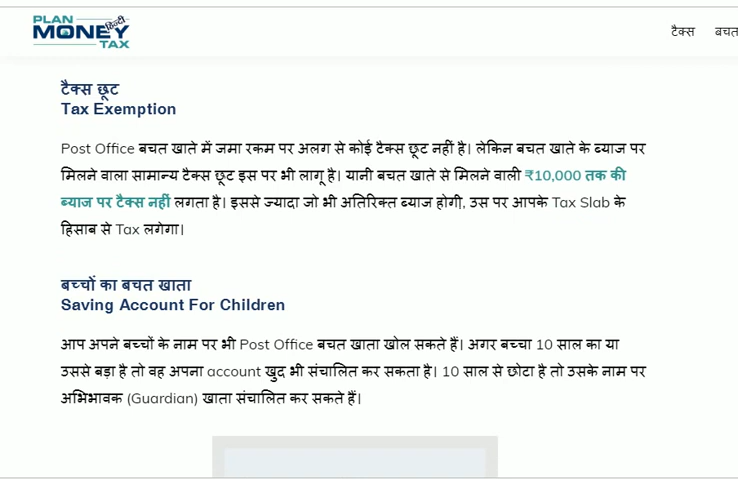 PLAN
MONEY हिन्दी
TAX
टैक्स बचत
टैक्स छूट
Tax Exemption
Post Office बचत खाते में जमा रकम पर अलग से कोई टैक्स छूट नहीं है। लेकिन बचत खाते के ब्याज पर
मिलने वाला सामान्य टैक्स छूट इस पर भी लागू है। यानी बचत खाते से मिलने वाली ₹10,000 तक की
ब्याज पर टैक्स नहीं लगता है। इससे ज्यादा जो भी अतिरिक्त ब्याज होगी, उस पर आपके Tax Slab के
हिसाब से Tax लगेगा।
बच्चों का बचत खाता
Saving Account For Children
आप अपने बच्चों के नाम पर भी Post Office बचत खाता खोल सकते हैं। अगर बच्चा 10 साल का या
उससे बड़ा है तो वह अपना account खुद भी संचालित कर सकता है। 10 साल से छोटा है तो उसके नाम पर
अभिभावक (Guardian) खाता संचालित कर सकते हैं।